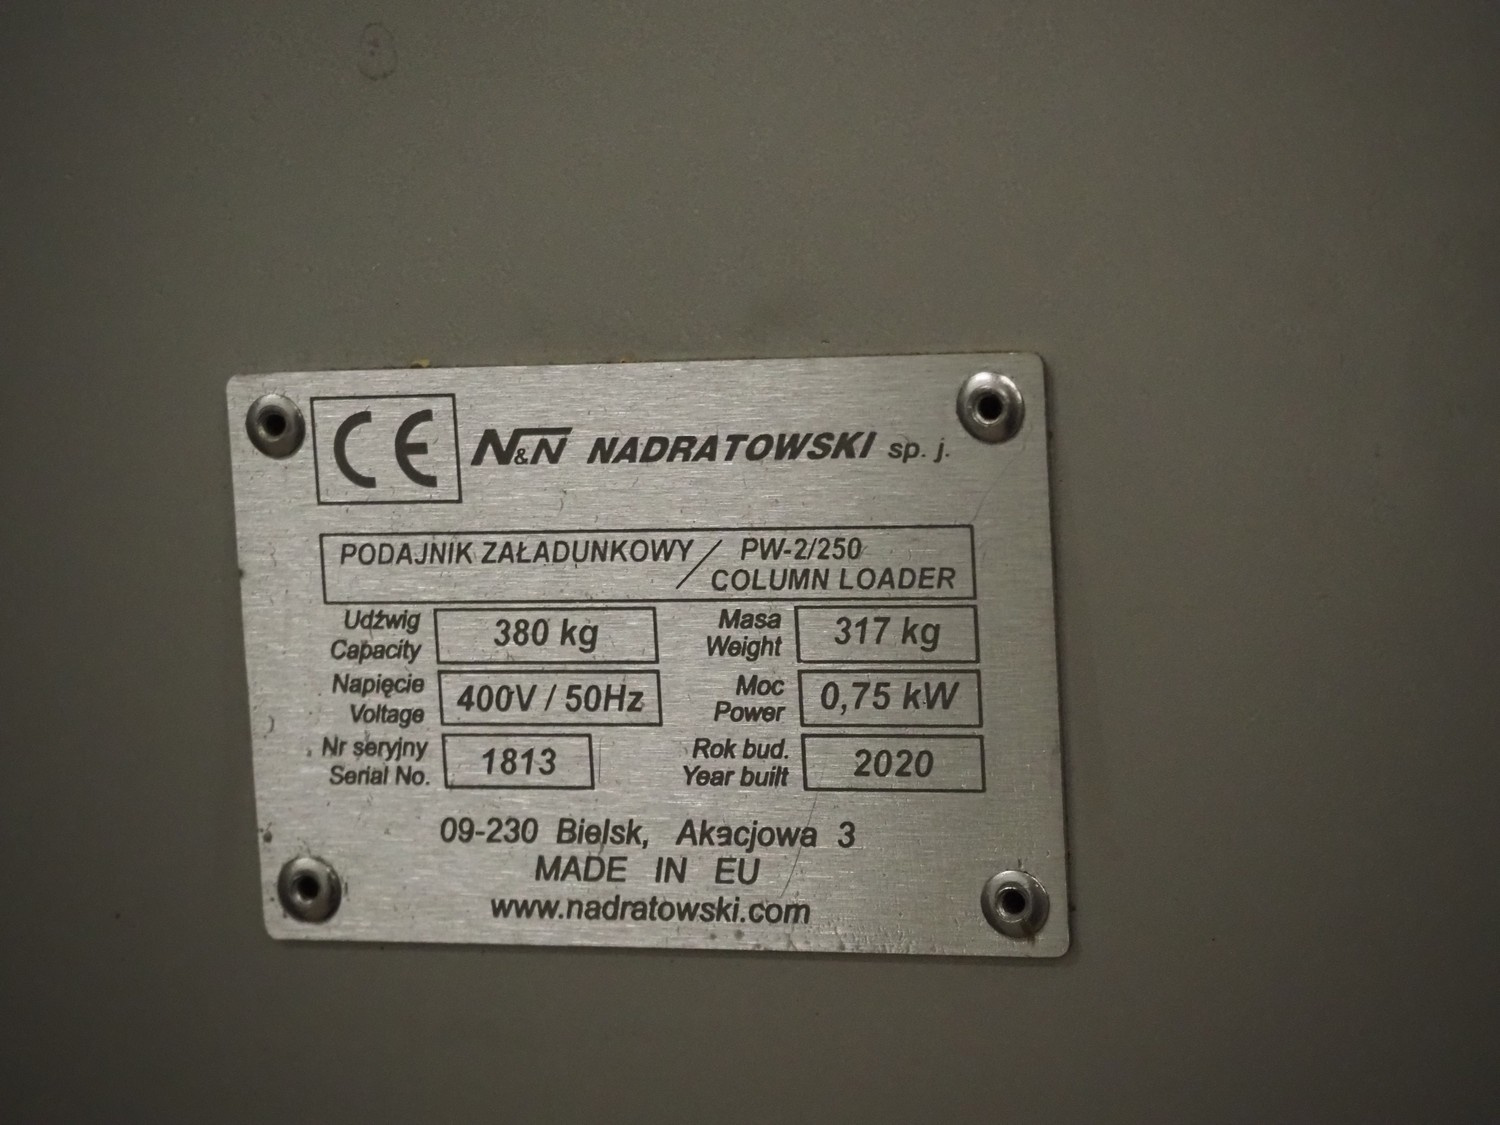 CE N&N NADRATOWSKI sp. j.
PODAJNIK ZAŁADUNKOWY / PW-2/250
COLUMN LOADER
Udźwig
Capacity
380 kg
Masa
Weight
317 kg
Napięcie
Voltage
400V / 50Hz
Moc
Power
0,75 kW
Nr seryjny
Serial No.
1813
Rok bud.
Year built
2020
09-230 Bielsk, Akacjowa 3
MADE IN EU
www.nadratowski.com